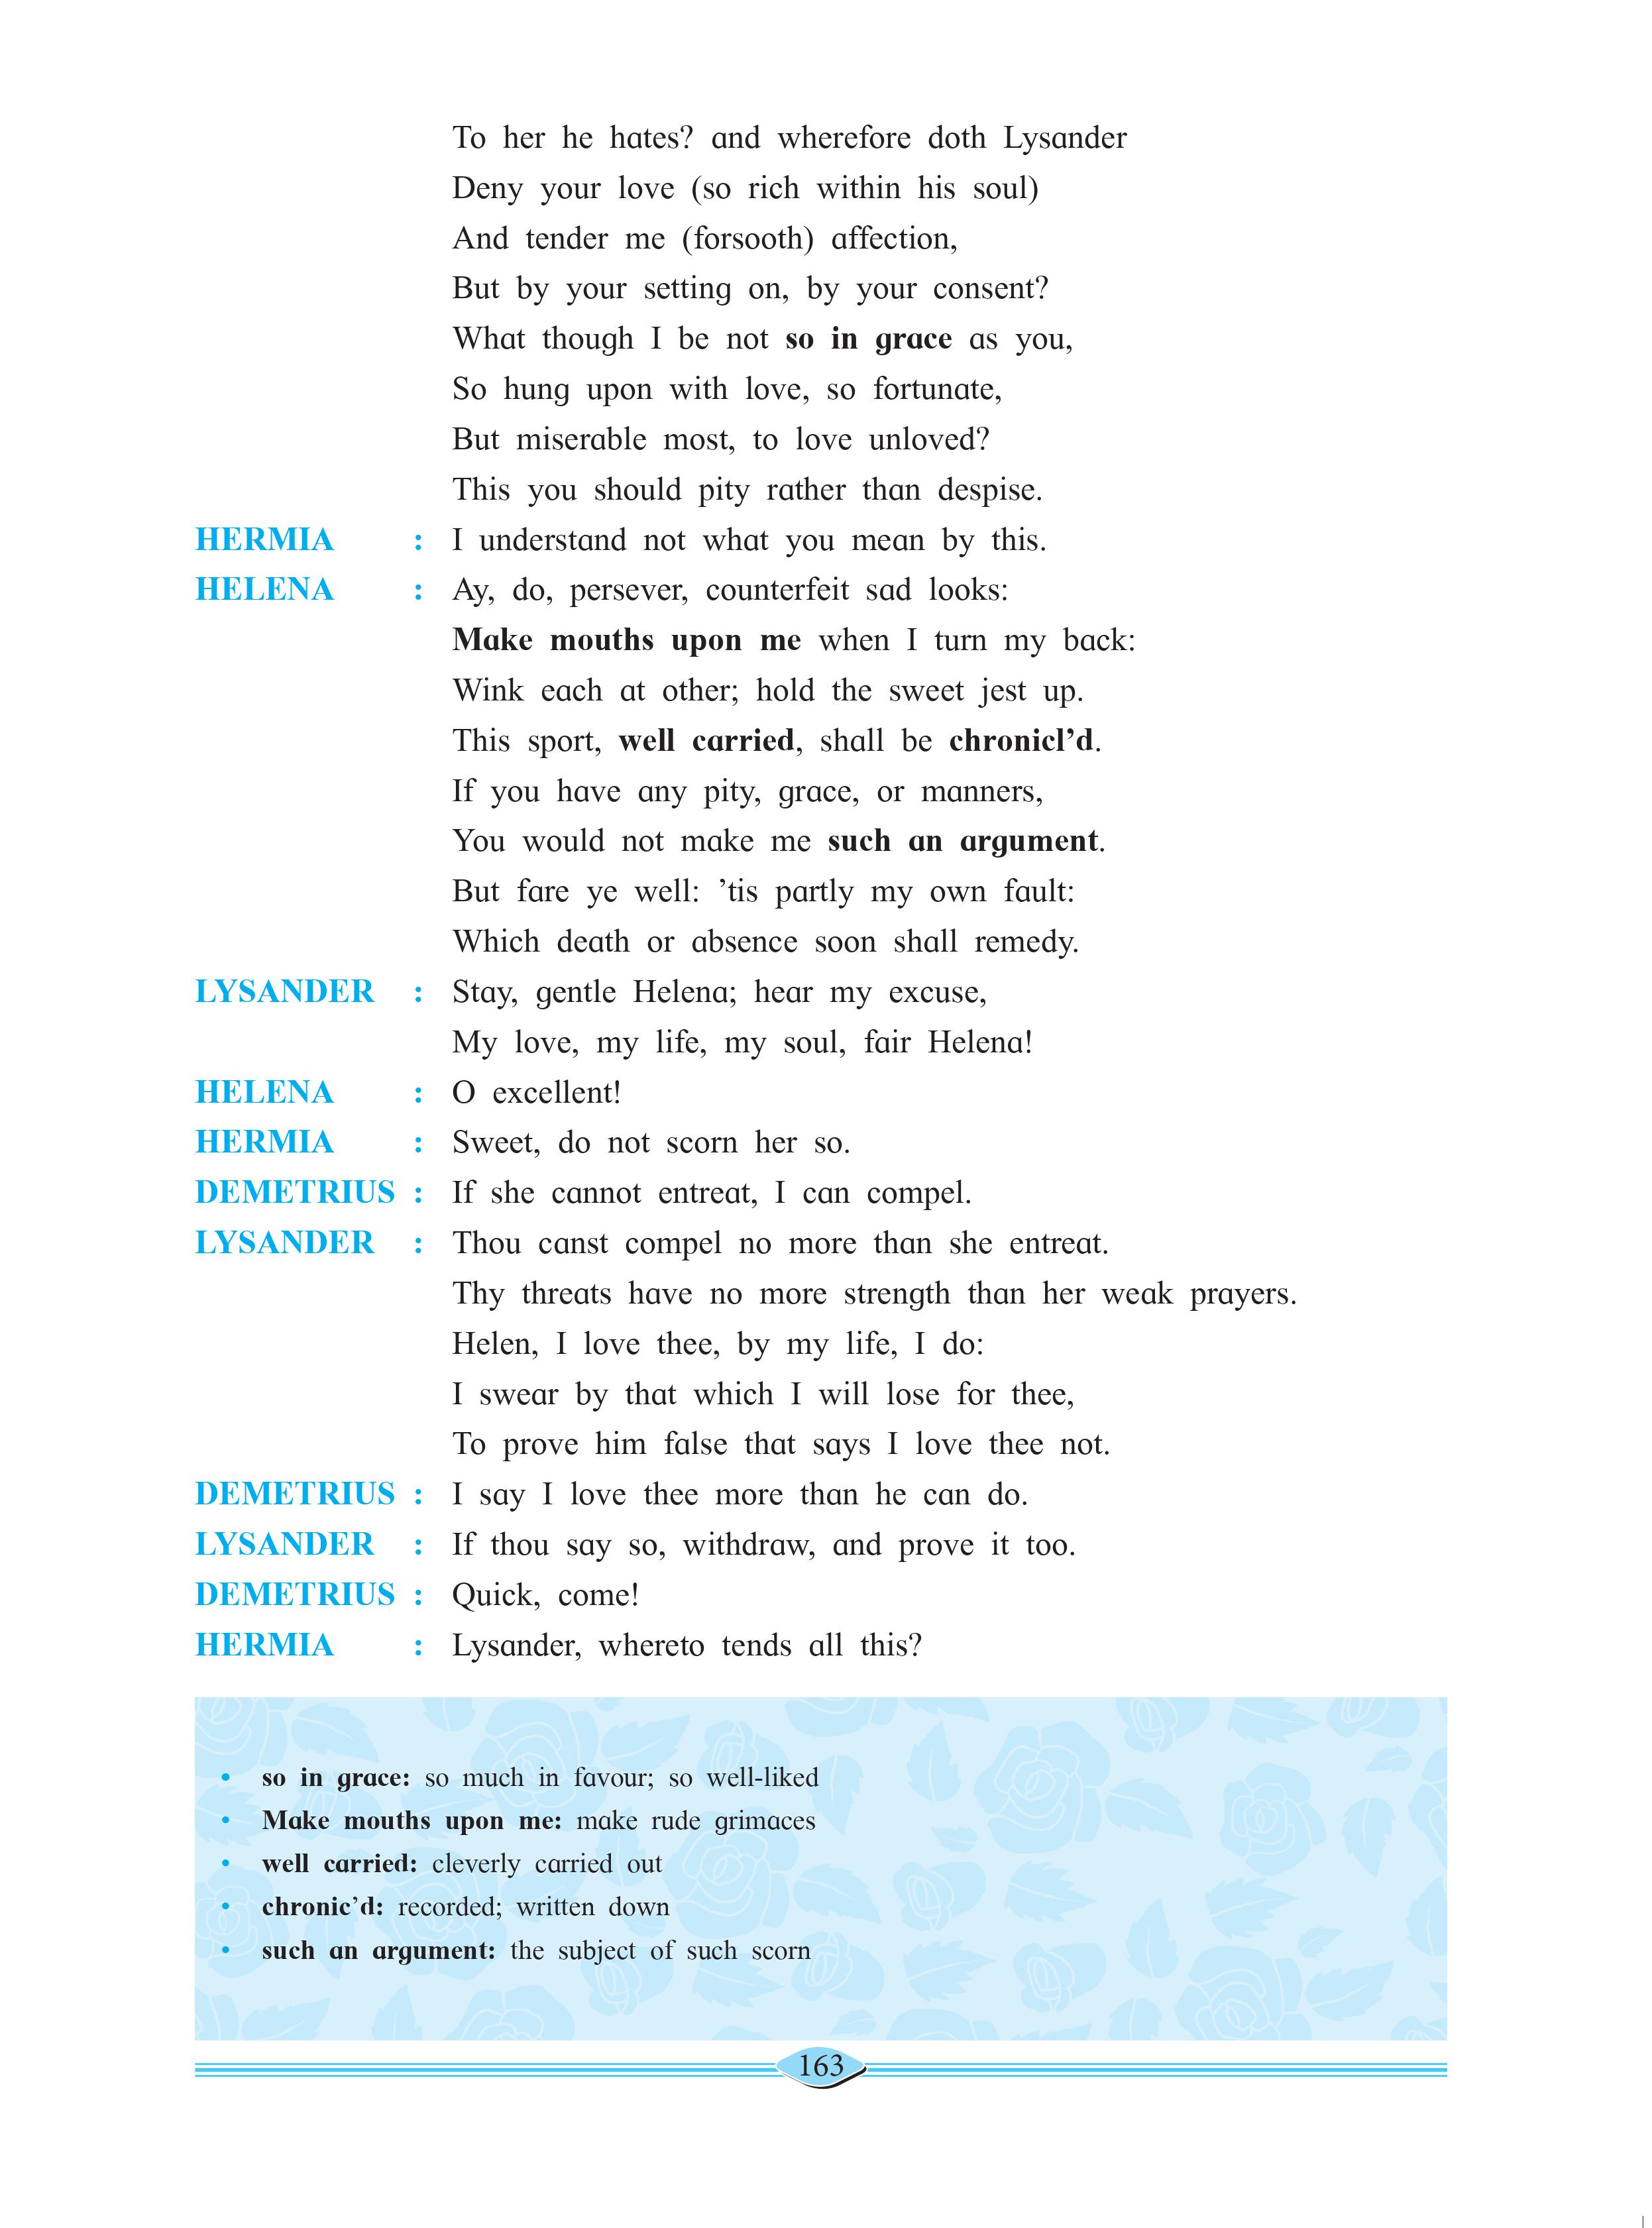 To her he hates? and wherefore doth Lysander
Deny your love (so rich within his soul)
And tender me (forsooth) affection,
But by your setting on, by your consent?
What though I be not so in grace as you,
So hung upon with love, so fortunate,
But miserable most, to love unloved?
This you should pity rather than despise.
HERMIA : I understand not what you mean by this.
HELENA : Ay, do, persever, counterfeit sad looks:
Make mouths upon me when I turn my back:
Wink each at other; hold the sweet jest up.
This sport, well carried, shall be chronicl’d.
If you have any pity, grace, or manners,
You would not make me such an argument.
But fare ye well: ’tis partly my own fault:
Which death or absence soon shall remedy.
LYSANDER : Stay, gentle Helena; hear my excuse,
My love, my life, my soul, fair Helena!
HELENA : O excellent!
HERMIA : Sweet, do not scorn her so.
DEMETRIUS : If she cannot entreat, I can compel.
LYSANDER : Thou canst compel no more than she entreat.
Thy threats have no more strength than her weak prayers.
Helen, I love thee, by my life, I do:
I swear by that which I will lose for thee,
To prove him false that says I love thee not.
DEMETRIUS : I say I love thee more than he can do.
LYSANDER : If thou say so, withdraw, and prove it too.
DEMETRIUS : Quick, come!
HERMIA : Lysander, whereto tends all this?
• so in grace: so much in favour; so well-liked
• Make mouths upon me: make rude grimaces
• well carried: cleverly carried out
• chronic’d: recorded; written down
• such an argument: the subject of such scorn
163